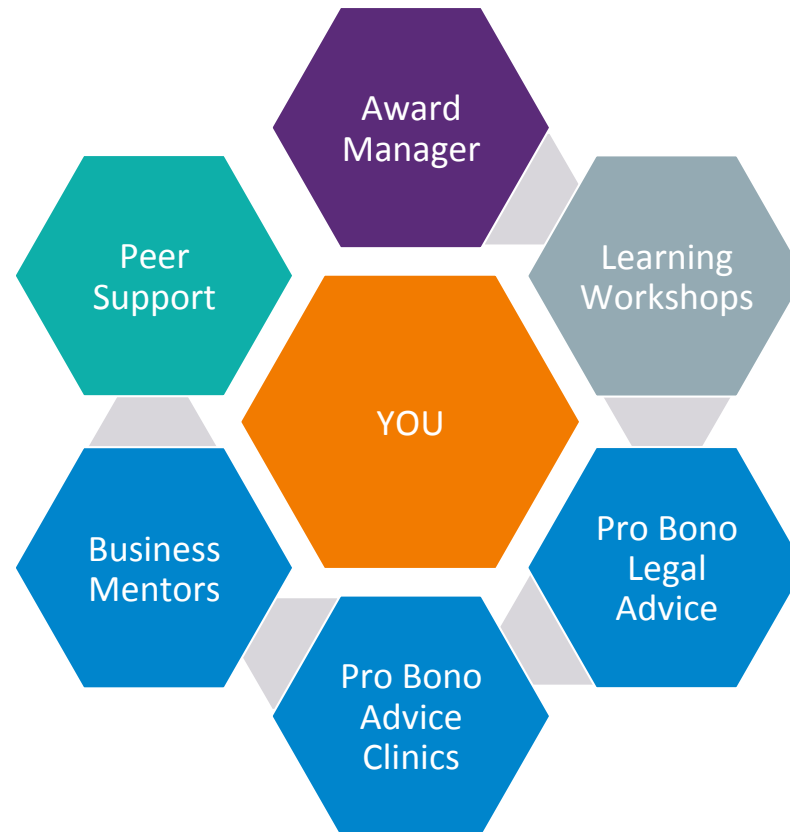 Award
Manager
Peer
Support
Learning
Workshops
YOU
Business
Mentors
Pro Bono
Legal
Advice
Pro Bono
Advice
Clinics